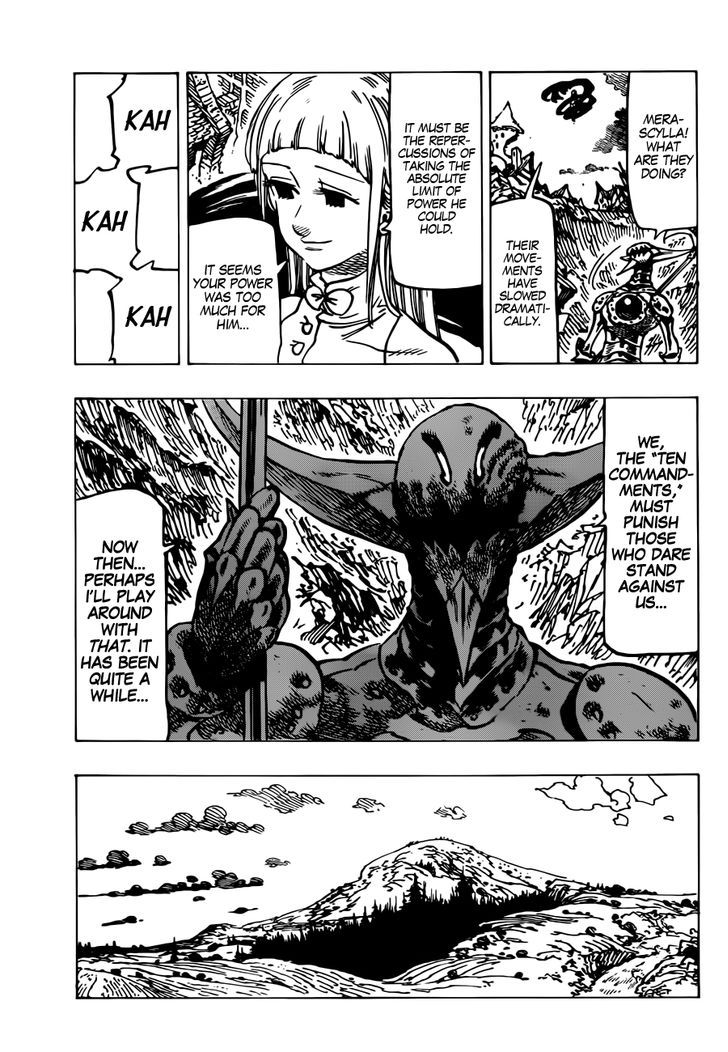 MERA-
SCYLLA!
WHAT
ARE THEY
DOING?
THEIR
MOVE-
MENTS
HAVE
SLOWED
DRAMATI-
CALLY.
IT MUST BE
THE REPER-
CUSSIONS OF
TAKING THE
ABSOLUTE
LIMIT OF
POWER HE
COULD
HOLD.
IT SEEMS
YOUR POWER
WAS TOO
MUCH FOR
HIM...
KAH
KAH
KAH
WE,
THE "TEN
COMMAND-
MENTS,"
MUST
PUNISH
THOSE
WHO DARE
STAND
AGAINST
US...
NOW
THEN...
PERHAPS
I'LL PLAY
AROUND
WITH
THAT. IT
HAS BEEN
QUITE A
WHILE...